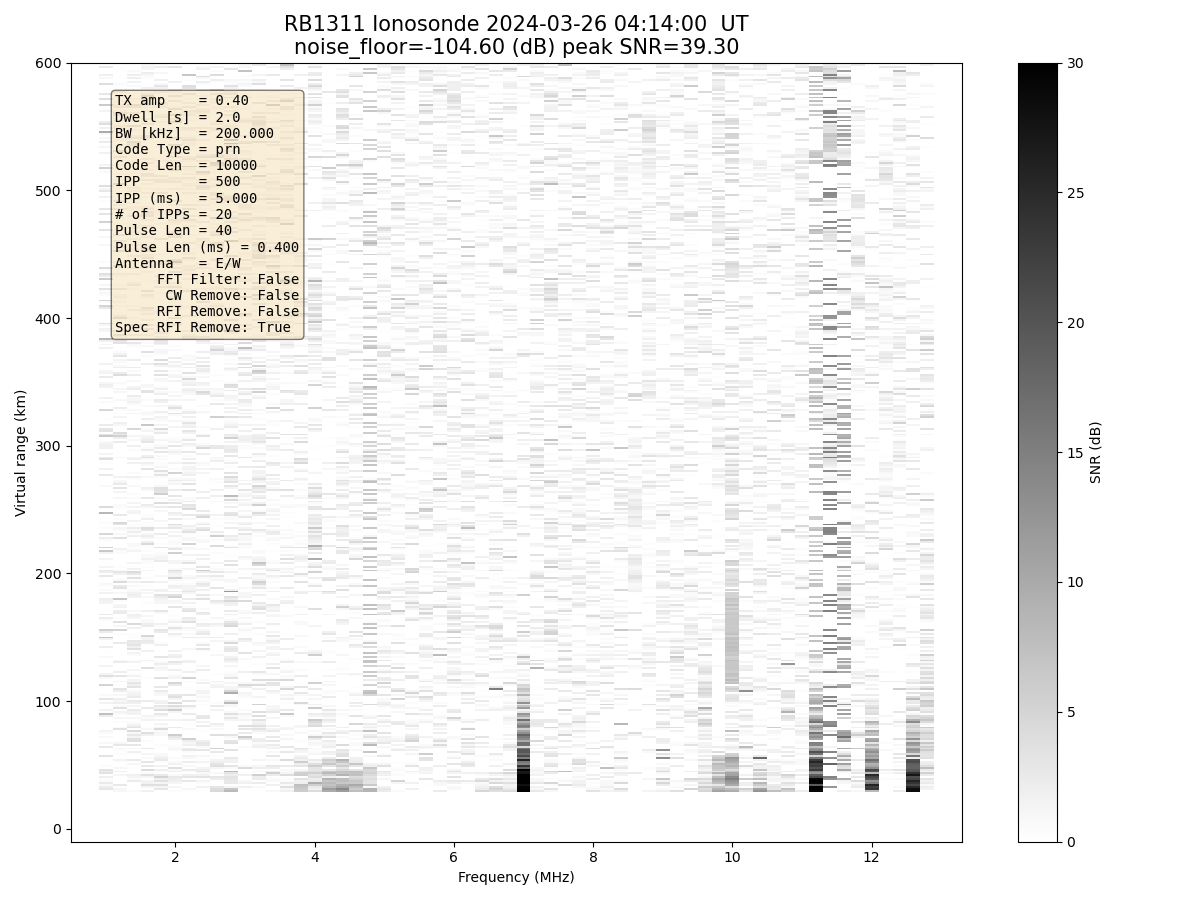 RB1311 Ionosonde 2024-03-26 04:14:00 UT
noise_floor=-104.60 (dB) peak SNR=39.30
TX amp = 0.40
Dwell [s] = 2.0
BW [kHz] = 200.000
Code Type = prn
Code Len = 10000
IPP = 500
IPP (ms) = 5.000
# of IPPs = 20
Pulse Len = 40
Pulse Len (ms) = 0.400
Antenna = E/W
FFT Filter: False
CW Remove: False
RFI Remove: False
Spec RFI Remove: True
600
500
400
300
200
100
0
Virtual range (km)
2 4 6 8 10 12
Frequency (MHz)
30
25
20
15
10
5
0
SNR (dB)